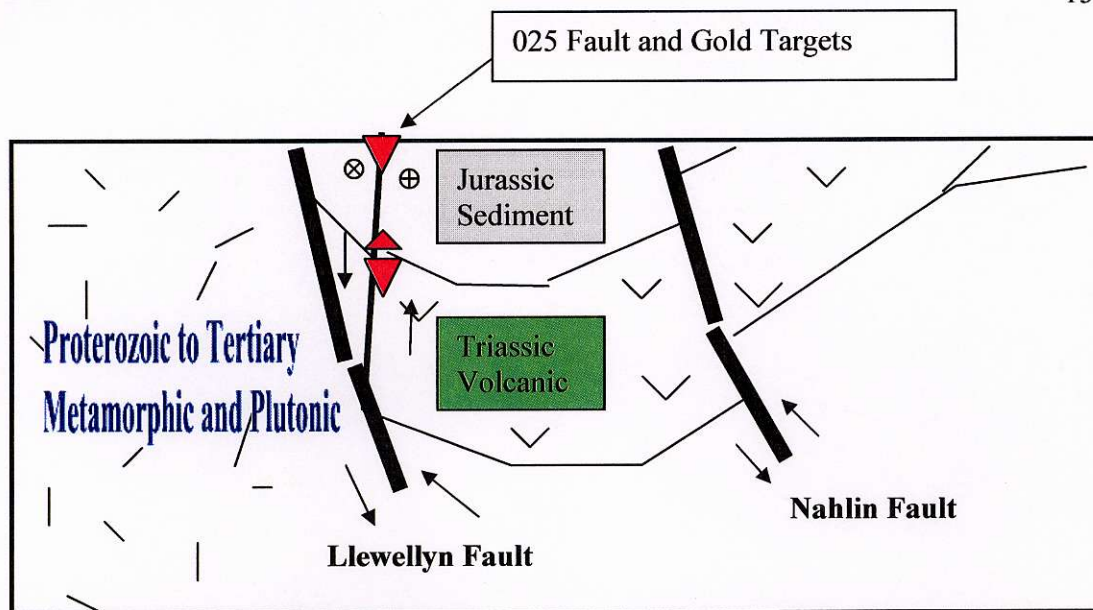 025 Fault and Gold Targets
Jurassic
Sediment
Proterozoic to Tertiary
Metamorphic and Plutonic
Triassic
Volcanic
Nahlin Fault
Llewellyn Fault